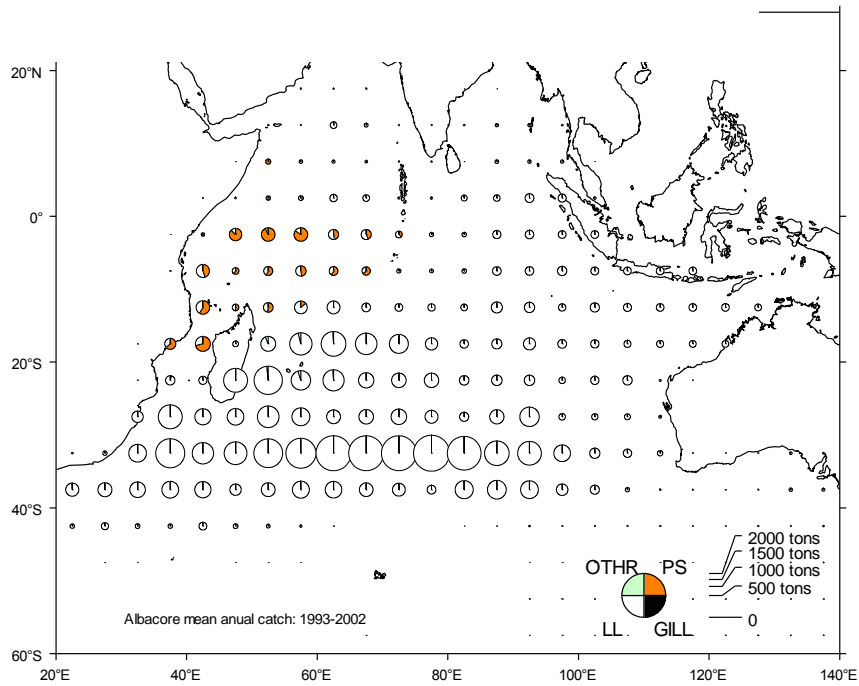 20°N
0°
20°S
40°S
60°S
2000 tons
1500 tons
OTHR PS
1000 tons
500 tons
0
LL GILL
Albacore mean anual catch: 1993-2002
20°E 40°E 60°E 80°E 100°E 120°E 140°E